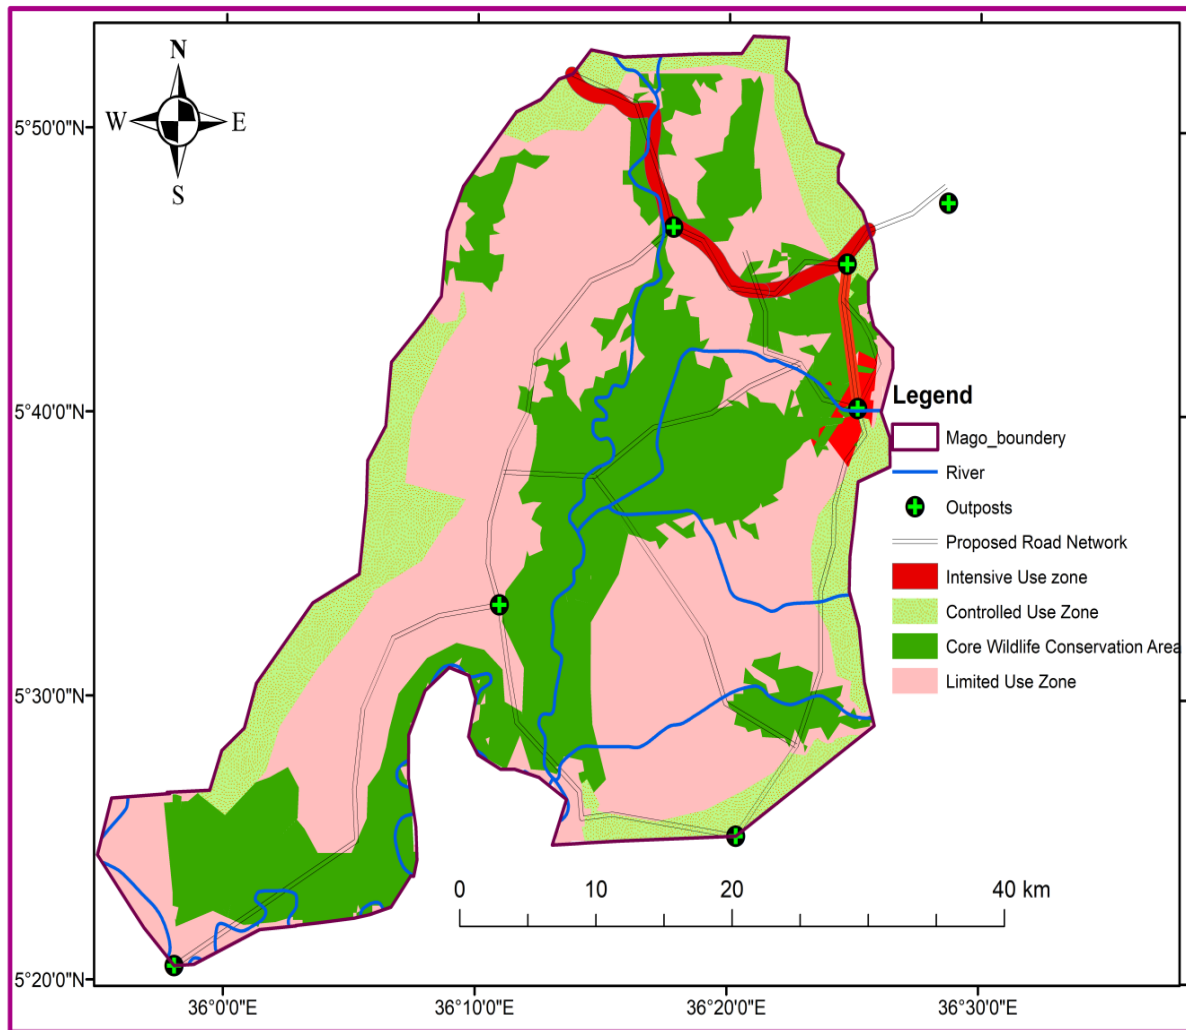 N
W
E
S
5°50'0"N
5°40'0"N
5°30'0"N
5°20'0"N
Legend
Mago_boundery
River
Outposts
Proposed Road Network
Intensive Use zone
Controlled Use Zone
Core Wildlife Conservation Area
Limited Use Zone
0 10 20 40 km
36°0'0"E 36°10'0"E 36°20'0"E 36°30'0"E